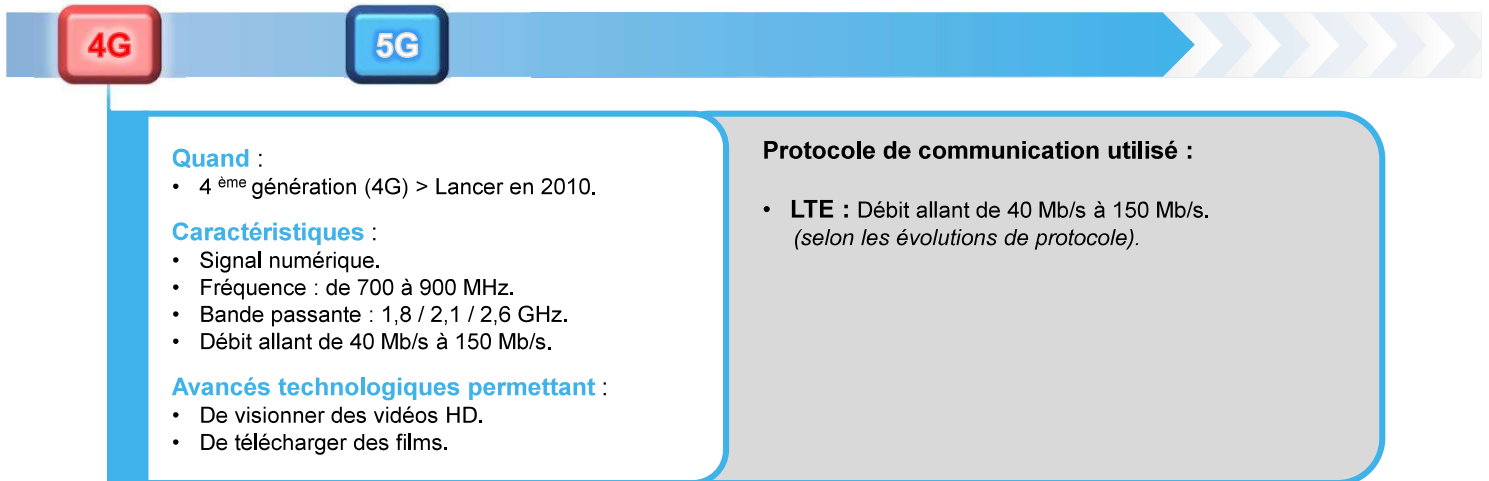 4G
5G
Quand :
• 4 ème génération (4G) > Lancer en 2010.
Caractéristiques :
• Signal numérique.
• Fréquence : de 700 à 900 MHz.
• Bande passante : 1,8 / 2,1 / 2,6 GHz.
• Débit allant de 40 Mb/s à 150 Mb/s.
Avancés technologiques permettant :
• De visionner des vidéos HD.
• De télécharger des films.
Protocole de communication utilisé :
• LTE : Débit allant de 40 Mb/s à 150 Mb/s.
(selon les évolutions de protocole).